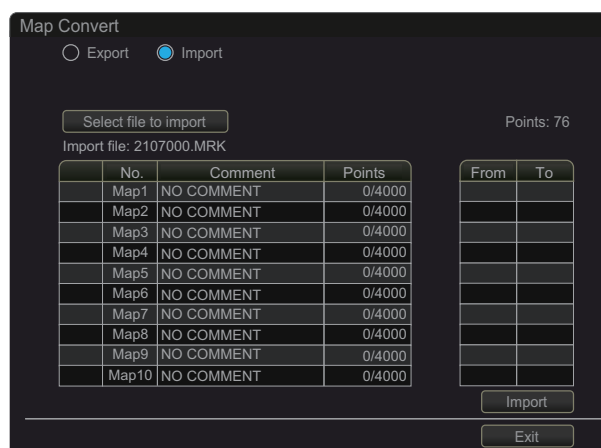 Map Convert
Export Import
Select file to import Points: 76
Import file: 2107000.MRK
No. Comment Points From To
Map1 NO COMMENT 0/4000
Map2 NO COMMENT 0/4000
Map3 NO COMMENT 0/4000
Map4 NO COMMENT 0/4000
Map5 NO COMMENT 0/4000
Map6 NO COMMENT 0/4000
Map7 NO COMMENT 0/4000
Map8 NO COMMENT 0/4000
Map9 NO COMMENT 0/4000
Map10 NO COMMENT 0/4000
Import
Exit